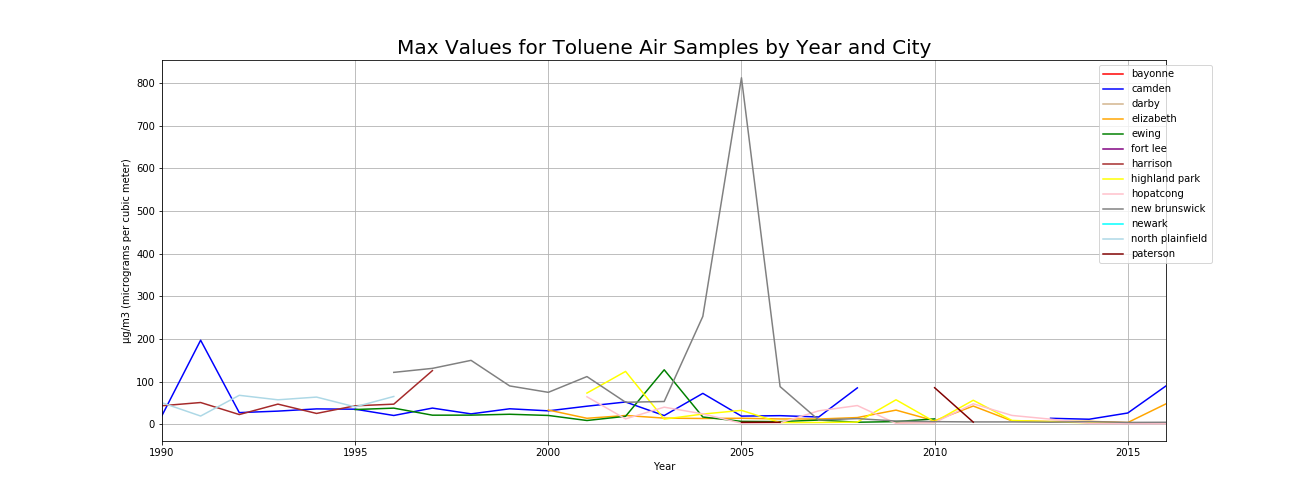 Max Values for Toluene Air Samples by Year and City
µg/m3 (micrograms per cubic meter)
800
700
600
500
400
300
200
100
0
1990
1995
2000
2005
2010
2015
Year
bayonne
camden
darby
elizabeth
ewing
fort lee
harrison
highland park
hopatcong
new brunswick
newark
north plainfield
paterson